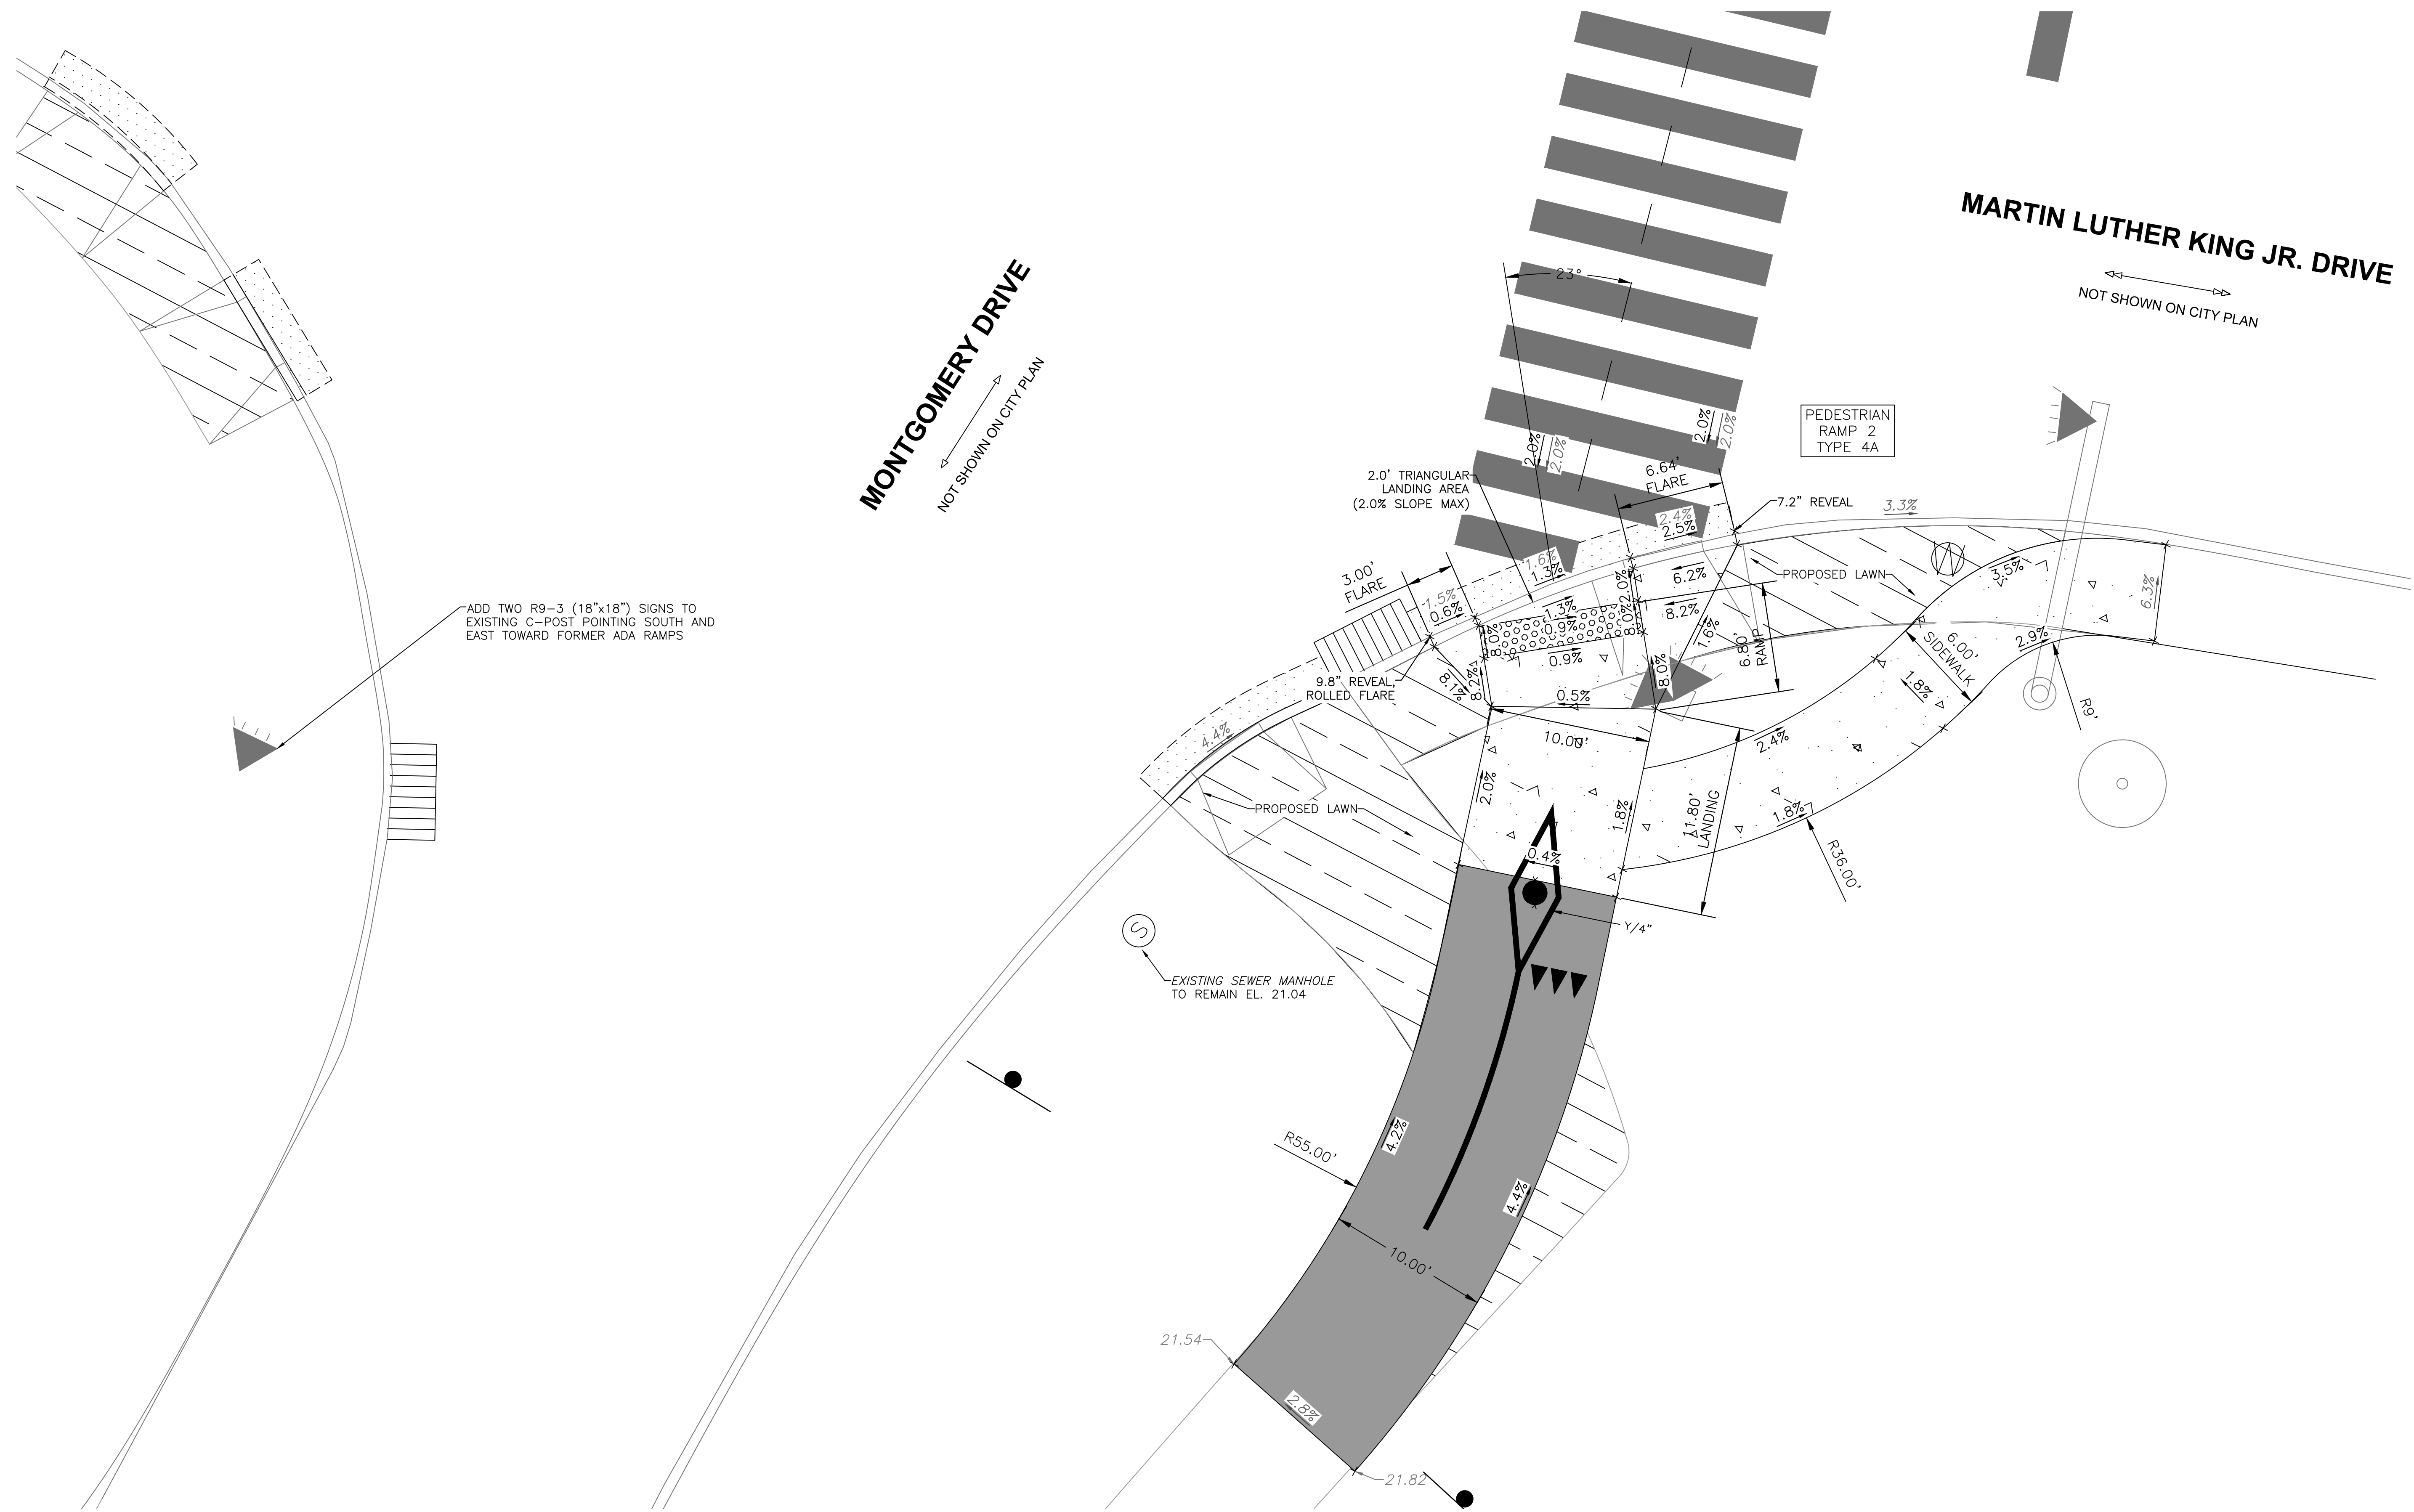 MARTIN LUTHER KING JR. DRIVE
NOT SHOWN ON CITY PLAN
MONTGOMERY DRIVE
NOT SHOWN ON CITY PLAN
23°
PEDESTRIAN
RAMP 2
TYPE 4A
2.0%
2.0%
2.0%
2.0%
6.64'
FLARE
2.0' TRIANGULAR
LANDING AREA
(2.0% SLOPE MAX)
7.2" REVEAL
3.3%
2.4%
2.5%
3.00'
FLARE
1.6%
1.3%
1.5%
0.6%
6.2%
2.0%
PROPOSED LAWN
3.5%
6.3%
ADD TWO R9-3 (18"x18") SIGNS TO
EXISTING C-POST POINTING SOUTH AND
EAST TOWARD FORMER ADA RAMPS
1.3%
0.9%
0.9%
8.0%
8.0%
8.2%
8.2%
1.6%
6.80'
RAMP
6.00'
SIDEWALK
2.9%
8.1%
8.2%
8.0%
9.8" REVEAL,
ROLLED FLARE
0.5%
1.8%
R9'
4.4%
10.00'
2.4%
2.0%
PROPOSED LAWN
1.8%
11.80'
LANDING
1.8%
0.4%
R36.00'
Y/4"
S
EXISTING SEWER MANHOLE
TO REMAIN EL. 21.04
4.2%
R55.00'
4.4%
10.00'
21.54
2.8%
21.82